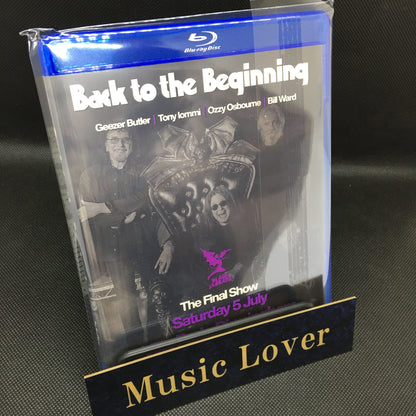 Blu-ray Disc
Back to the Beginning
Geezer Butler | Tony Iommi | Ozzy Osbourne | Bill Ward
The Final Show
Saturday 5 July
Music Lover